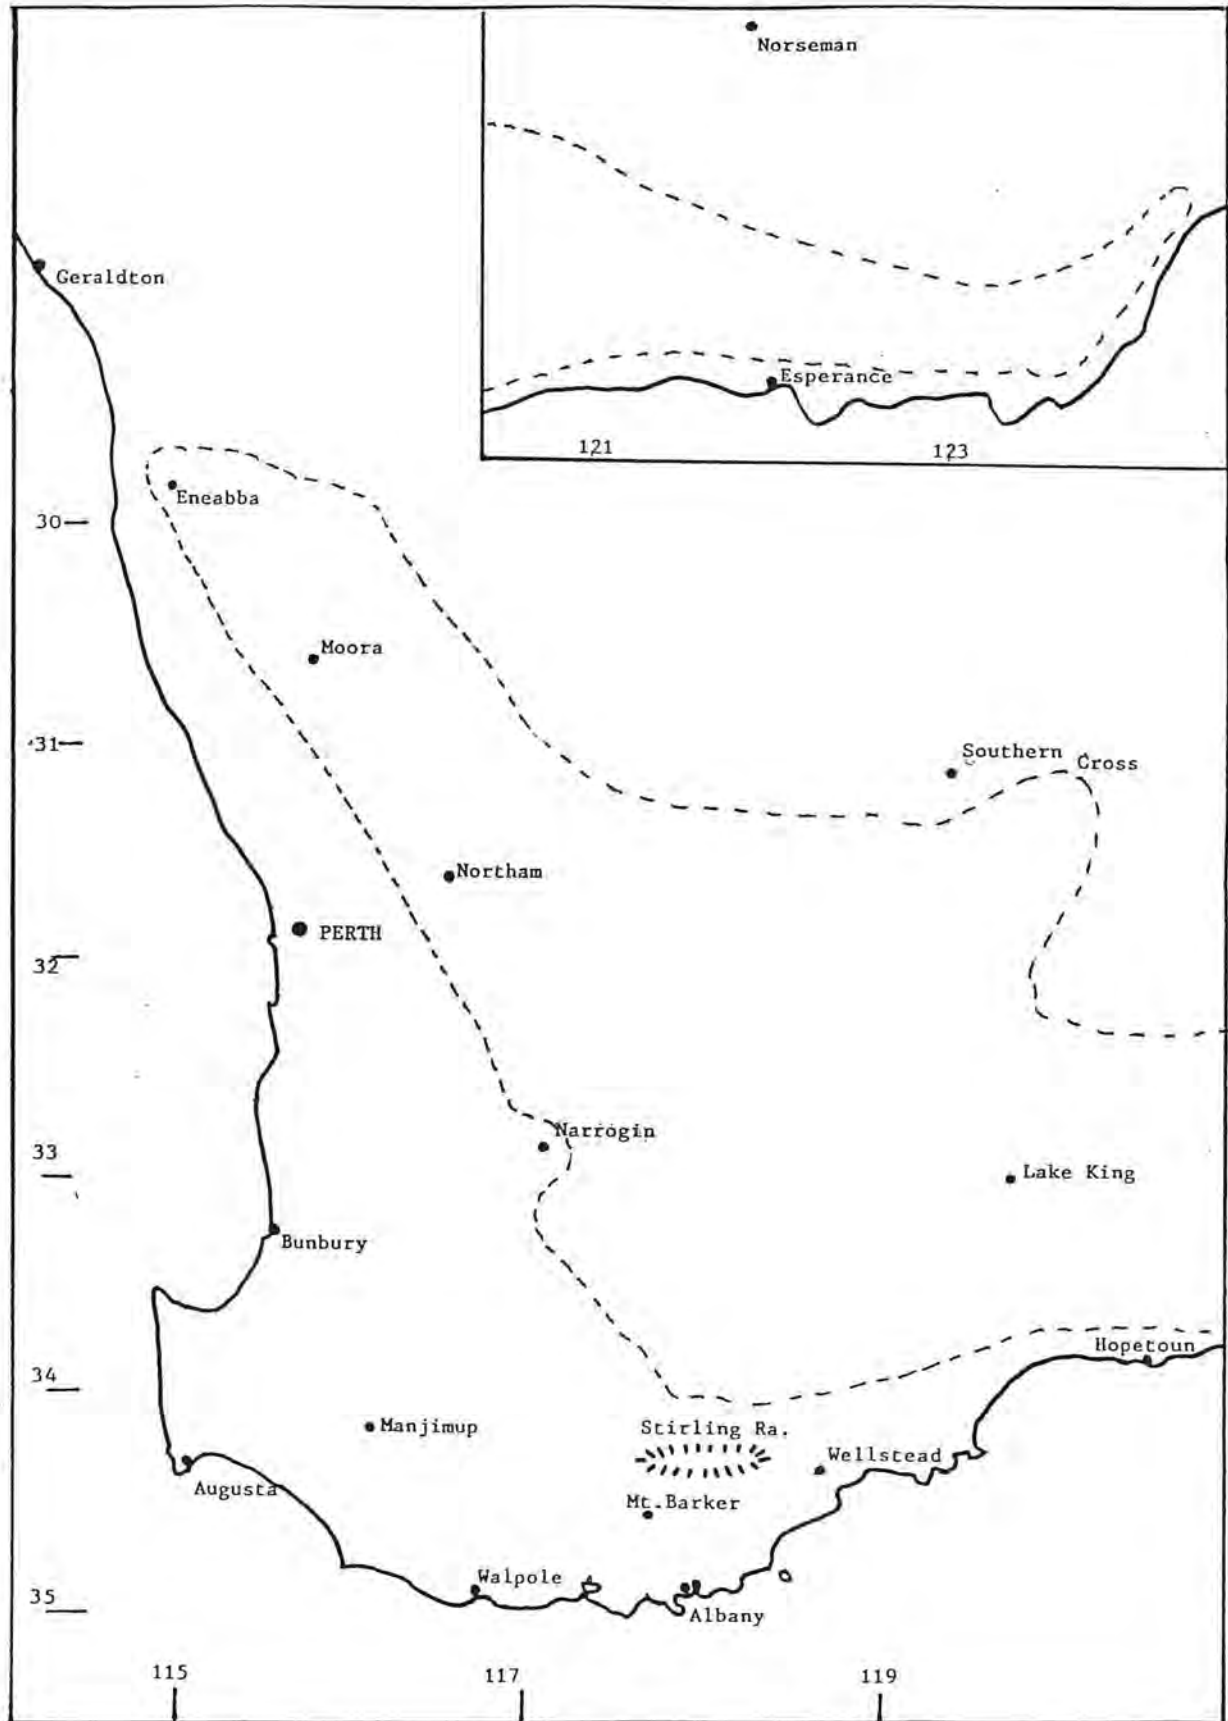 Norseman
Geraldton
Esperance
121
123
Eneabba
30
Moora
31
Southern Cross
Northam
PERTH
32
Narrogin
33
Lake King
Bunbury
Hopetoun
34
Manjimup
Stirling Ra.
Wellstead
Augusta
Mt.Barker
Walpole
35
Albany
115
117
119